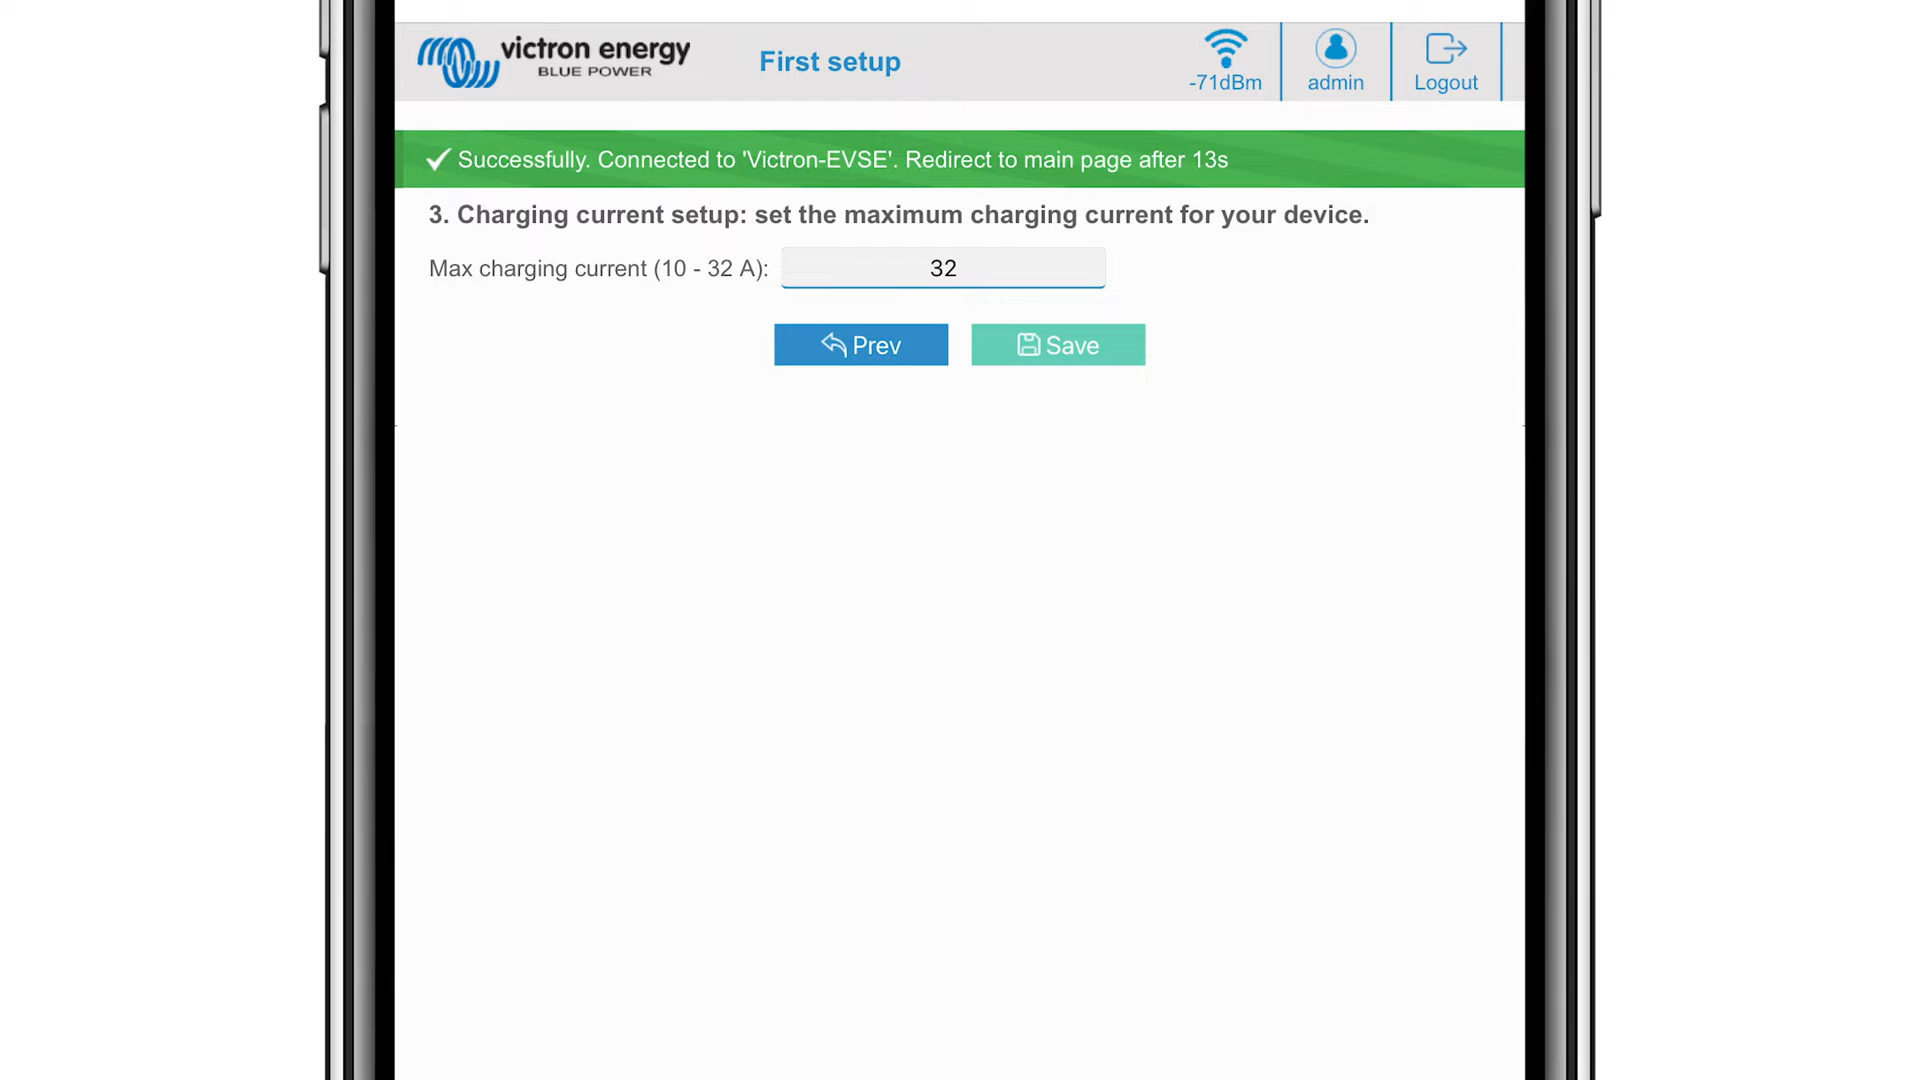 victron energy
BLUE POWER
First setup
-71dBm
admin
Logout
Successfully. Connected to 'Victron-EVSE'. Redirect to main page after 13s
3. Charging current setup: set the maximum charging current for your device.
Max charging current (10 - 32 A): 32
Prev
Save